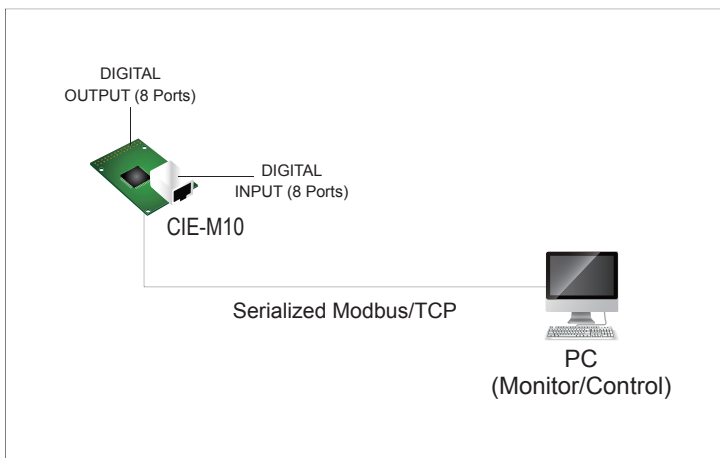 DIGITAL
OUTPUT (8 Ports)
DIGITAL
INPUT (8 Ports)
CIE-M10
Serialized Modbus/TCP
PC
(Monitor/Control)